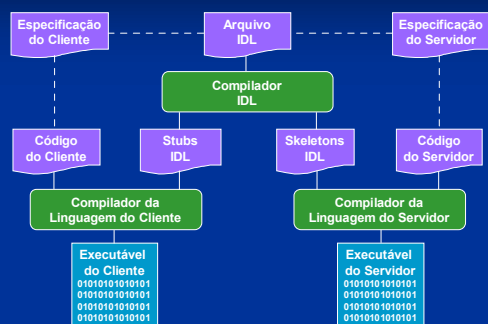 Especificação
do Cliente
Arquivo
IDL
Especificação
do Servidor
Compilador
IDL
Código
do Cliente
Stubs
IDL
Skeletons
IDL
Código
do Servidor
Compilador da
Linguagem do Cliente
Compilador da
Linguagem do Servidor
Executável
do Cliente
01010101010101
01010101010101
01010101010101
01010101010101
Executável
do Servidor
01010101010101
01010101010101
01010101010101
01010101010101